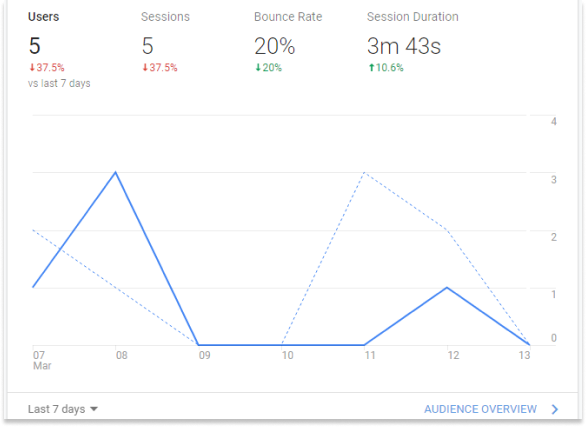 Users Sessions Bounce Rate Session Duration
5 5 20% 3m 43s
↓37.5% ↓37.5% ↓20% ↑10.6%
vs last 7 days
4
3
2
1
0
07 08 09 10 11 12 13
Mar
Last 7 days AUDIENCE OVERVIEW